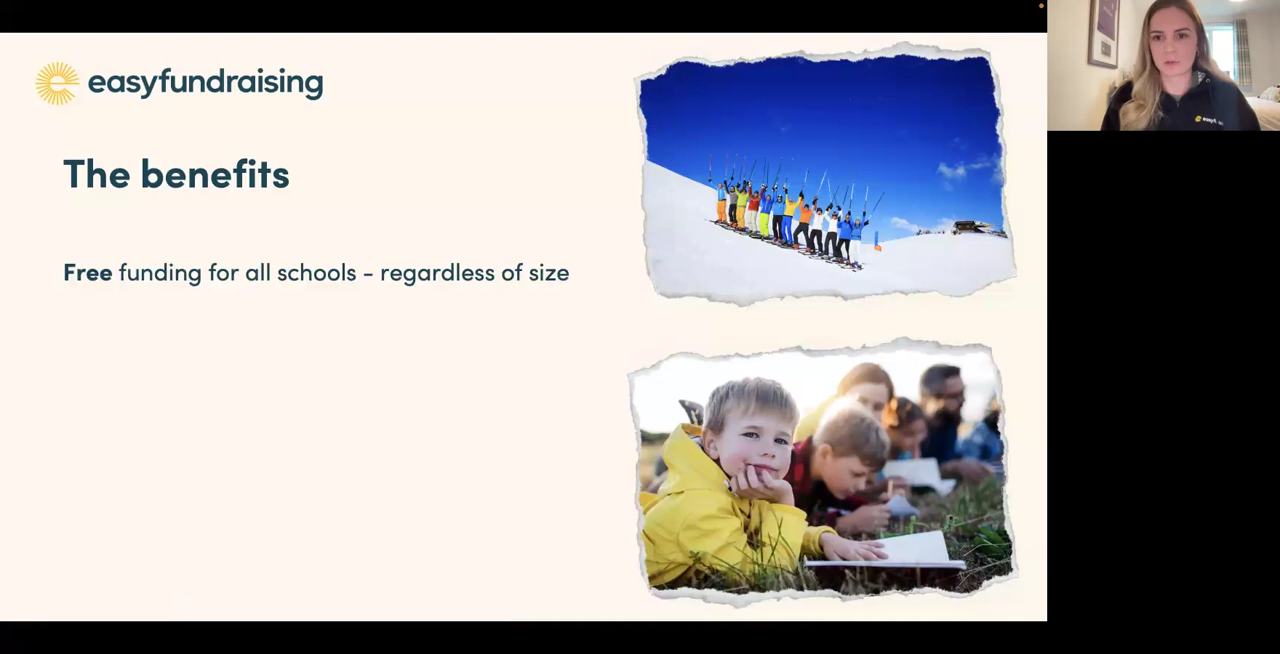 easyfundraising
The benefits
Free funding for all schools - regardless of size